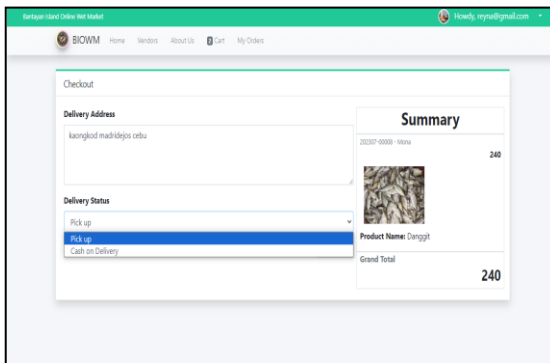 Bantayan Island Online Wet Market
Howdy, reyna@gmail.com
BIOWM Home Vendors About Us Cart My Orders
Checkout
Delivery Address
kaongkod madridejos cebu
Delivery Status
Pick up
Pick up
Cash on Delivery
Summary
202307-00008 - Mona
240
Product Name: Danggit
Grand Total
240